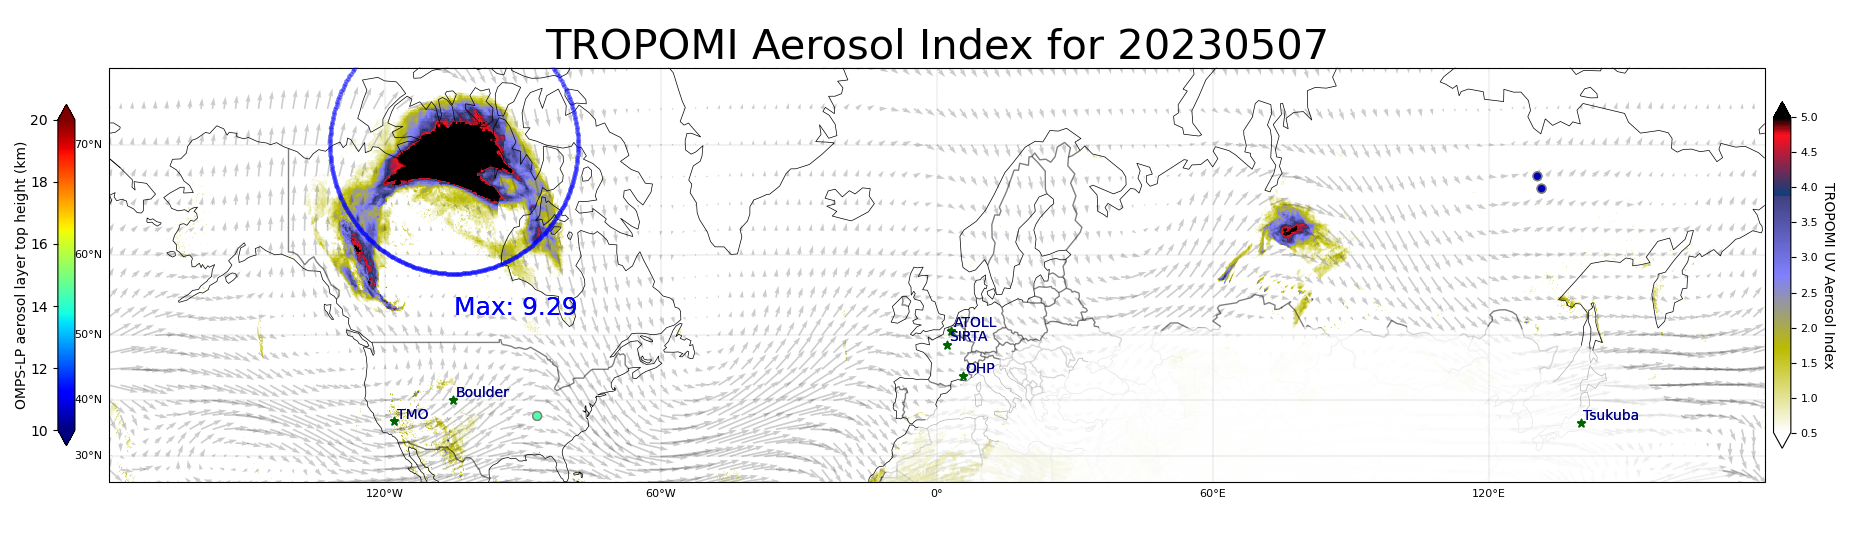 TROPOMI Aerosol Index for 20230507
OMPS-LP aerosol layer top height (km)
20
18
16
14
12
10
70°N
60°N
50°N
40°N
30°N
120°W
60°W
0°
60°E
120°E
Max: 9.29
ATOLL
SIRTA
OHP
Boulder
TMO
Tsukuba
5.0
4.5
4.0
3.5
3.0
2.5
2.0
1.5
1.0
0.5
TROPOMI UV Aerosol Index